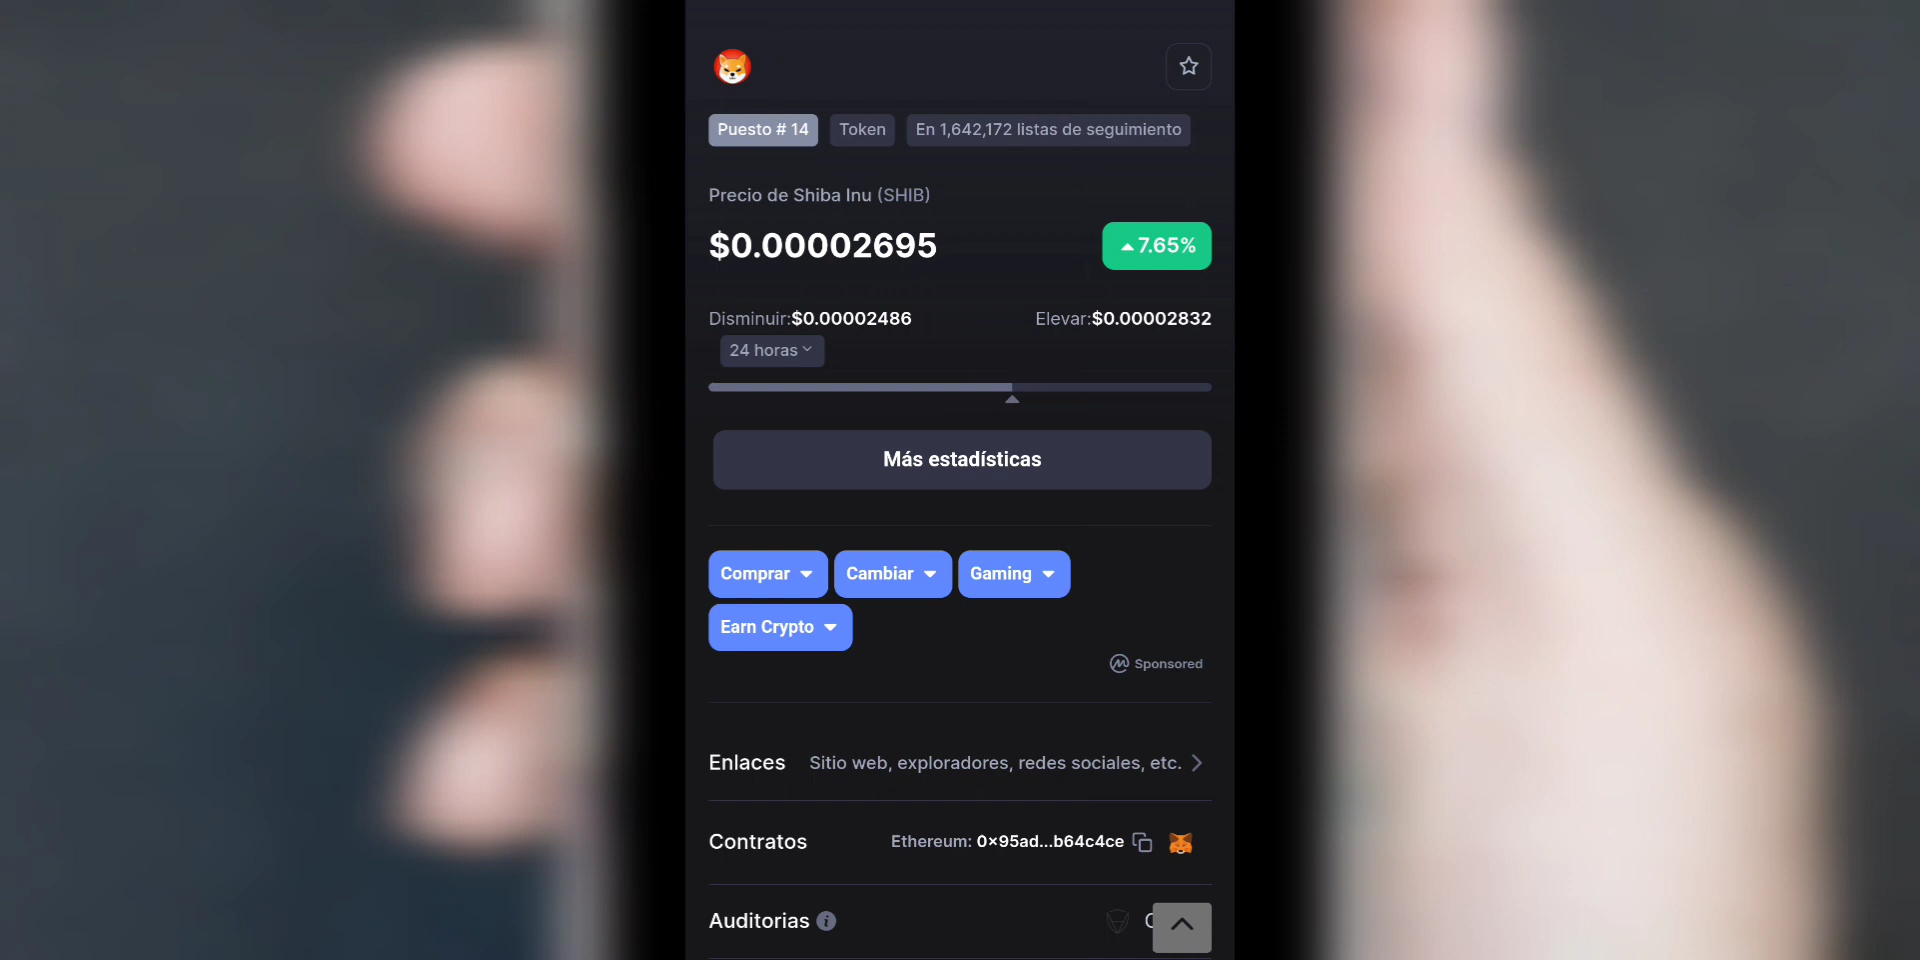 Puesto # 14 Token En 1,642,172 listas de seguimiento
Precio de Shiba Inu (SHIB)
$0.00002695 7.65%
Disminuir:$0.00002486 Elevar:$0.00002832
24 horas
Más estadísticas
Comprar Cambiar Gaming
Earn Crypto
Sponsored
Enlaces Sitio web, exploradores, redes sociales, etc.
Contratos Ethereum: 0x95ad...b64c4ce
Auditorias